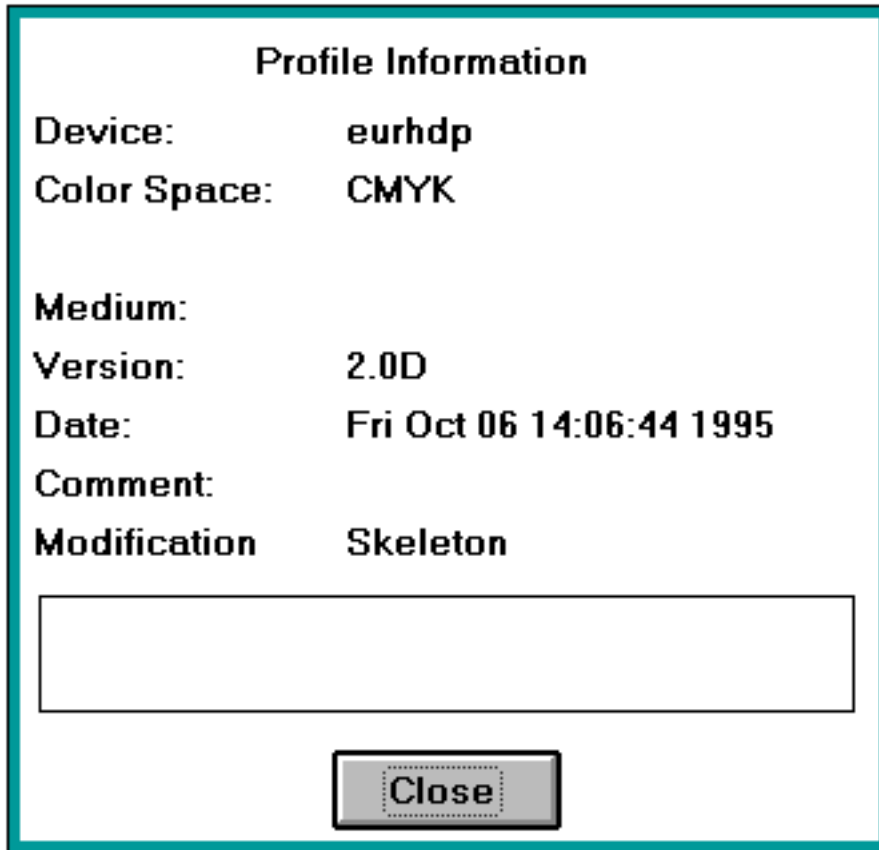 Profile Information
Device: eurhdp
Color Space: CMYK
Medium:
Version: 2.0D
Date: Fri Oct 06 14:06:44 1995
Comment:
Modification Skeleton
Close